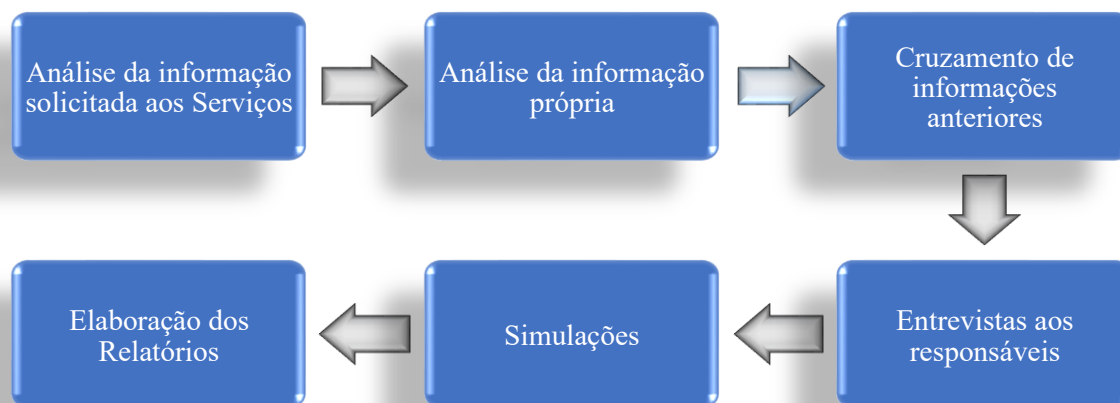 Análise da informação
solicitada aos Serviços
Análise da informação
própria
Cruzamento de
informações
anteriores
Entrevistas aos
responsáveis
Simulações
Elaboração dos
Relatórios